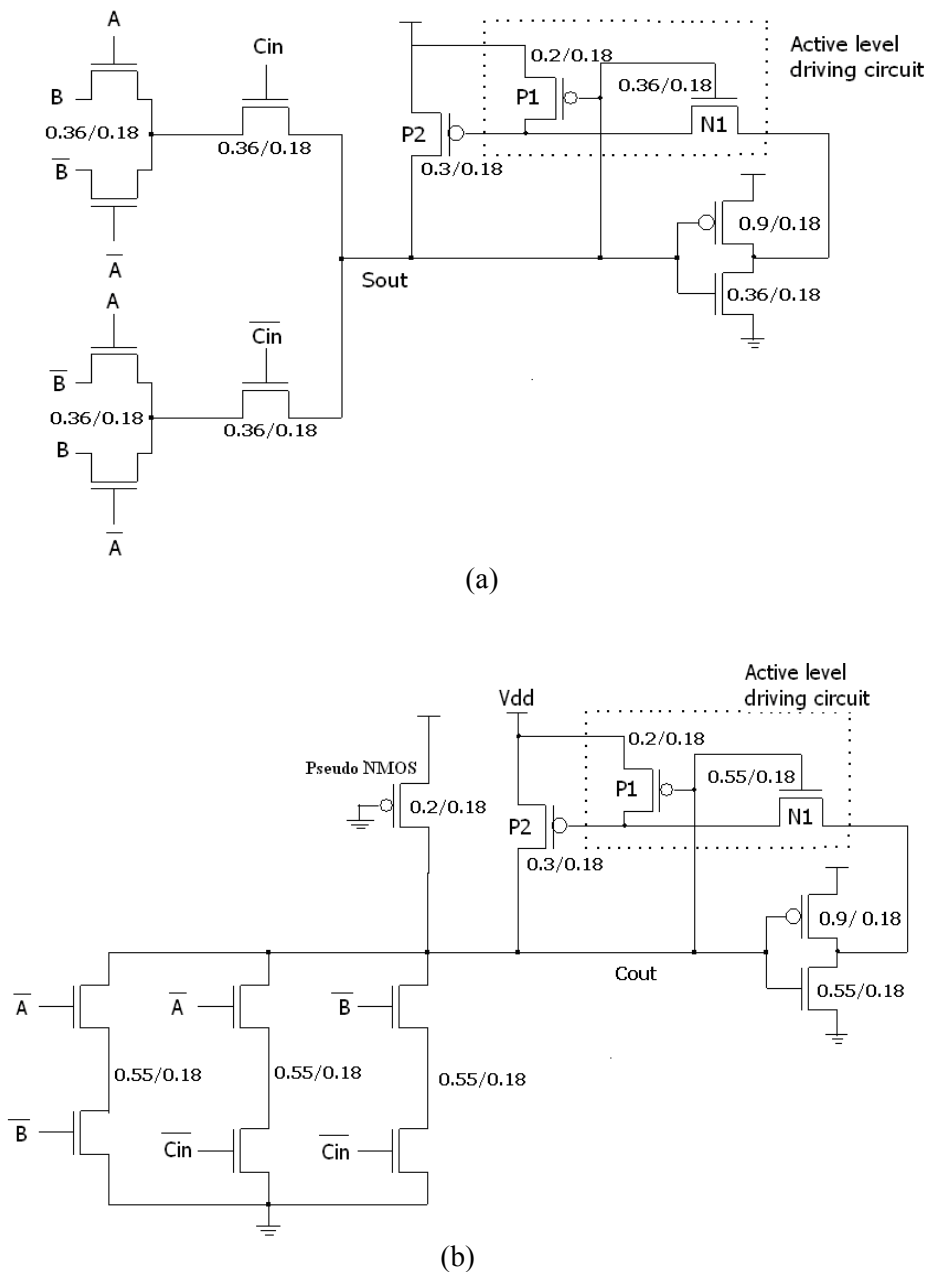 A
Cin
B
0.36/0.18
0.36/0.18
B̅
A̅
Sout
P2
0.3/0.18
0.2/0.18
P1
0.36/0.18
N1
Active level
driving circuit
0.9/0.18
0.36/0.18
A
C̅i̅n̅
B̅
0.36/0.18
0.36/0.18
B
A̅
(a)
Pseudo NMOS
0.2/0.18
Vdd
P2
0.3/0.18
0.2/0.18
P1
0.55/0.18
N1
Active level
driving circuit
0.9/ 0.18
0.55/0.18
Cout
A̅
A̅
B̅
0.55/0.18
0.55/0.18
0.55/0.18
B̅
C̅i̅n̅
C̅i̅n̅
(b)